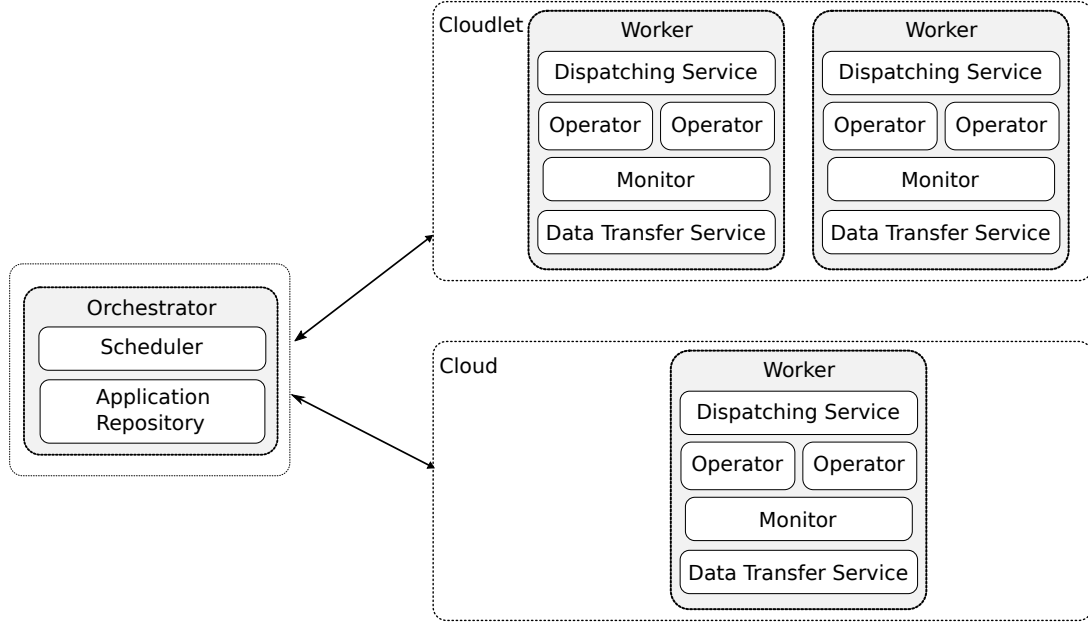 Cloudlet
Worker
Dispatching Service
Operator Operator
Monitor
Data Transfer Service
Worker
Dispatching Service
Operator Operator
Monitor
Data Transfer Service
Orchestrator
Scheduler
Application
Repository
Cloud
Worker
Dispatching Service
Operator Operator
Monitor
Data Transfer Service